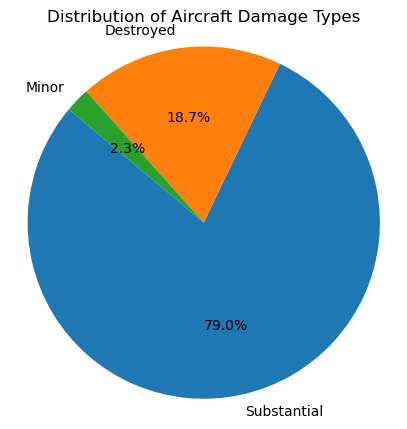 Distribution of Aircraft Damage Types
Destroyed
Minor
18.7%
2.3%
79.0%
Substantial